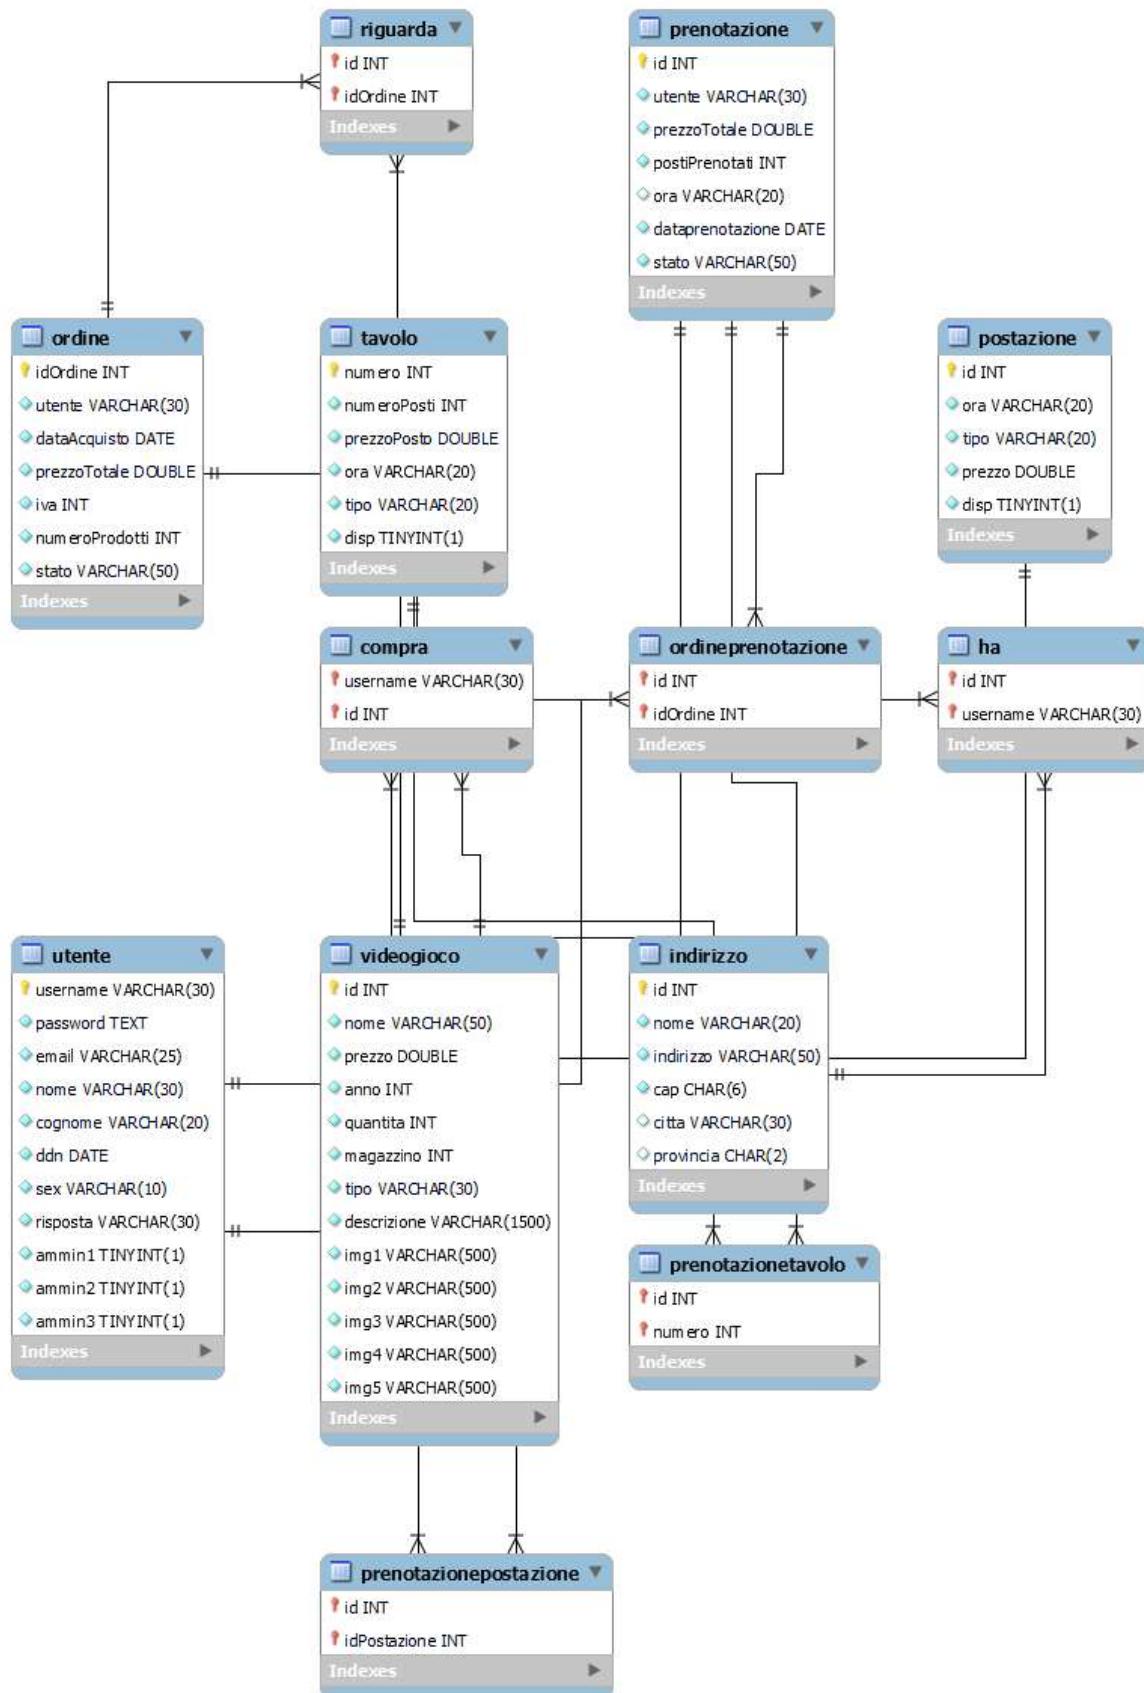 riguarda
id INT
idOrdine INT
Indexes
prenotazione
id INT
utente VARCHAR(30)
prezzoTotale DOUBLE
postiPrenotati INT
ora VARCHAR(20)
dataprenotazione DATE
stato VARCHAR(50)
Indexes
ordine
idOrdine INT
utente VARCHAR(30)
dataAcquisto DATE
prezzoTotale DOUBLE
iva INT
numeroProdotti INT
stato VARCHAR(50)
Indexes
tavolo
numero INT
numeroPosti INT
prezzoPosto DOUBLE
ora VARCHAR(20)
tipo VARCHAR(20)
disp TINYINT(1)
Indexes
postazione
id INT
ora VARCHAR(20)
tipo VARCHAR(20)
prezzo DOUBLE
disp TINYINT(1)
Indexes
compra
username VARCHAR(30)
id INT
Indexes
ordineprenotazione
id INT
idOrdine INT
Indexes
ha
id INT
username VARCHAR(30)
Indexes
utente
username VARCHAR(30)
password TEXT
email VARCHAR(25)
nome VARCHAR(30)
cognome VARCHAR(20)
ddn DATE
sex VARCHAR(10)
risposta VARCHAR(30)
ammin1 TINYINT(1)
ammin2 TINYINT(1)
ammin3 TINYINT(1)
Indexes
videogioco
id INT
nome VARCHAR(50)
prezzo DOUBLE
anno INT
quantita INT
magazzino INT
tipo VARCHAR(30)
descrizione VARCHAR(1500)
img1 VARCHAR(500)
img2 VARCHAR(500)
img3 VARCHAR(500)
img4 VARCHAR(500)
img5 VARCHAR(500)
Indexes
indirizzo
id INT
nome VARCHAR(20)
indirizzo VARCHAR(50)
cap CHAR(6)
citta VARCHAR(30)
provincia CHAR(2)
Indexes
prenotazionetavolo
id INT
numero INT
Indexes
prenotazionepostazione
id INT
idPostazione INT
Indexes